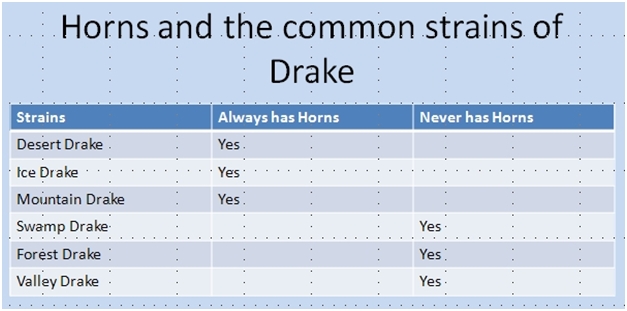 Horns and the common strains of
Drake
Strains Always has Horns Never has Horns
Desert Drake Yes
Ice Drake Yes
Mountain Drake Yes
Swamp Drake Yes
Forest Drake Yes
Valley Drake Yes